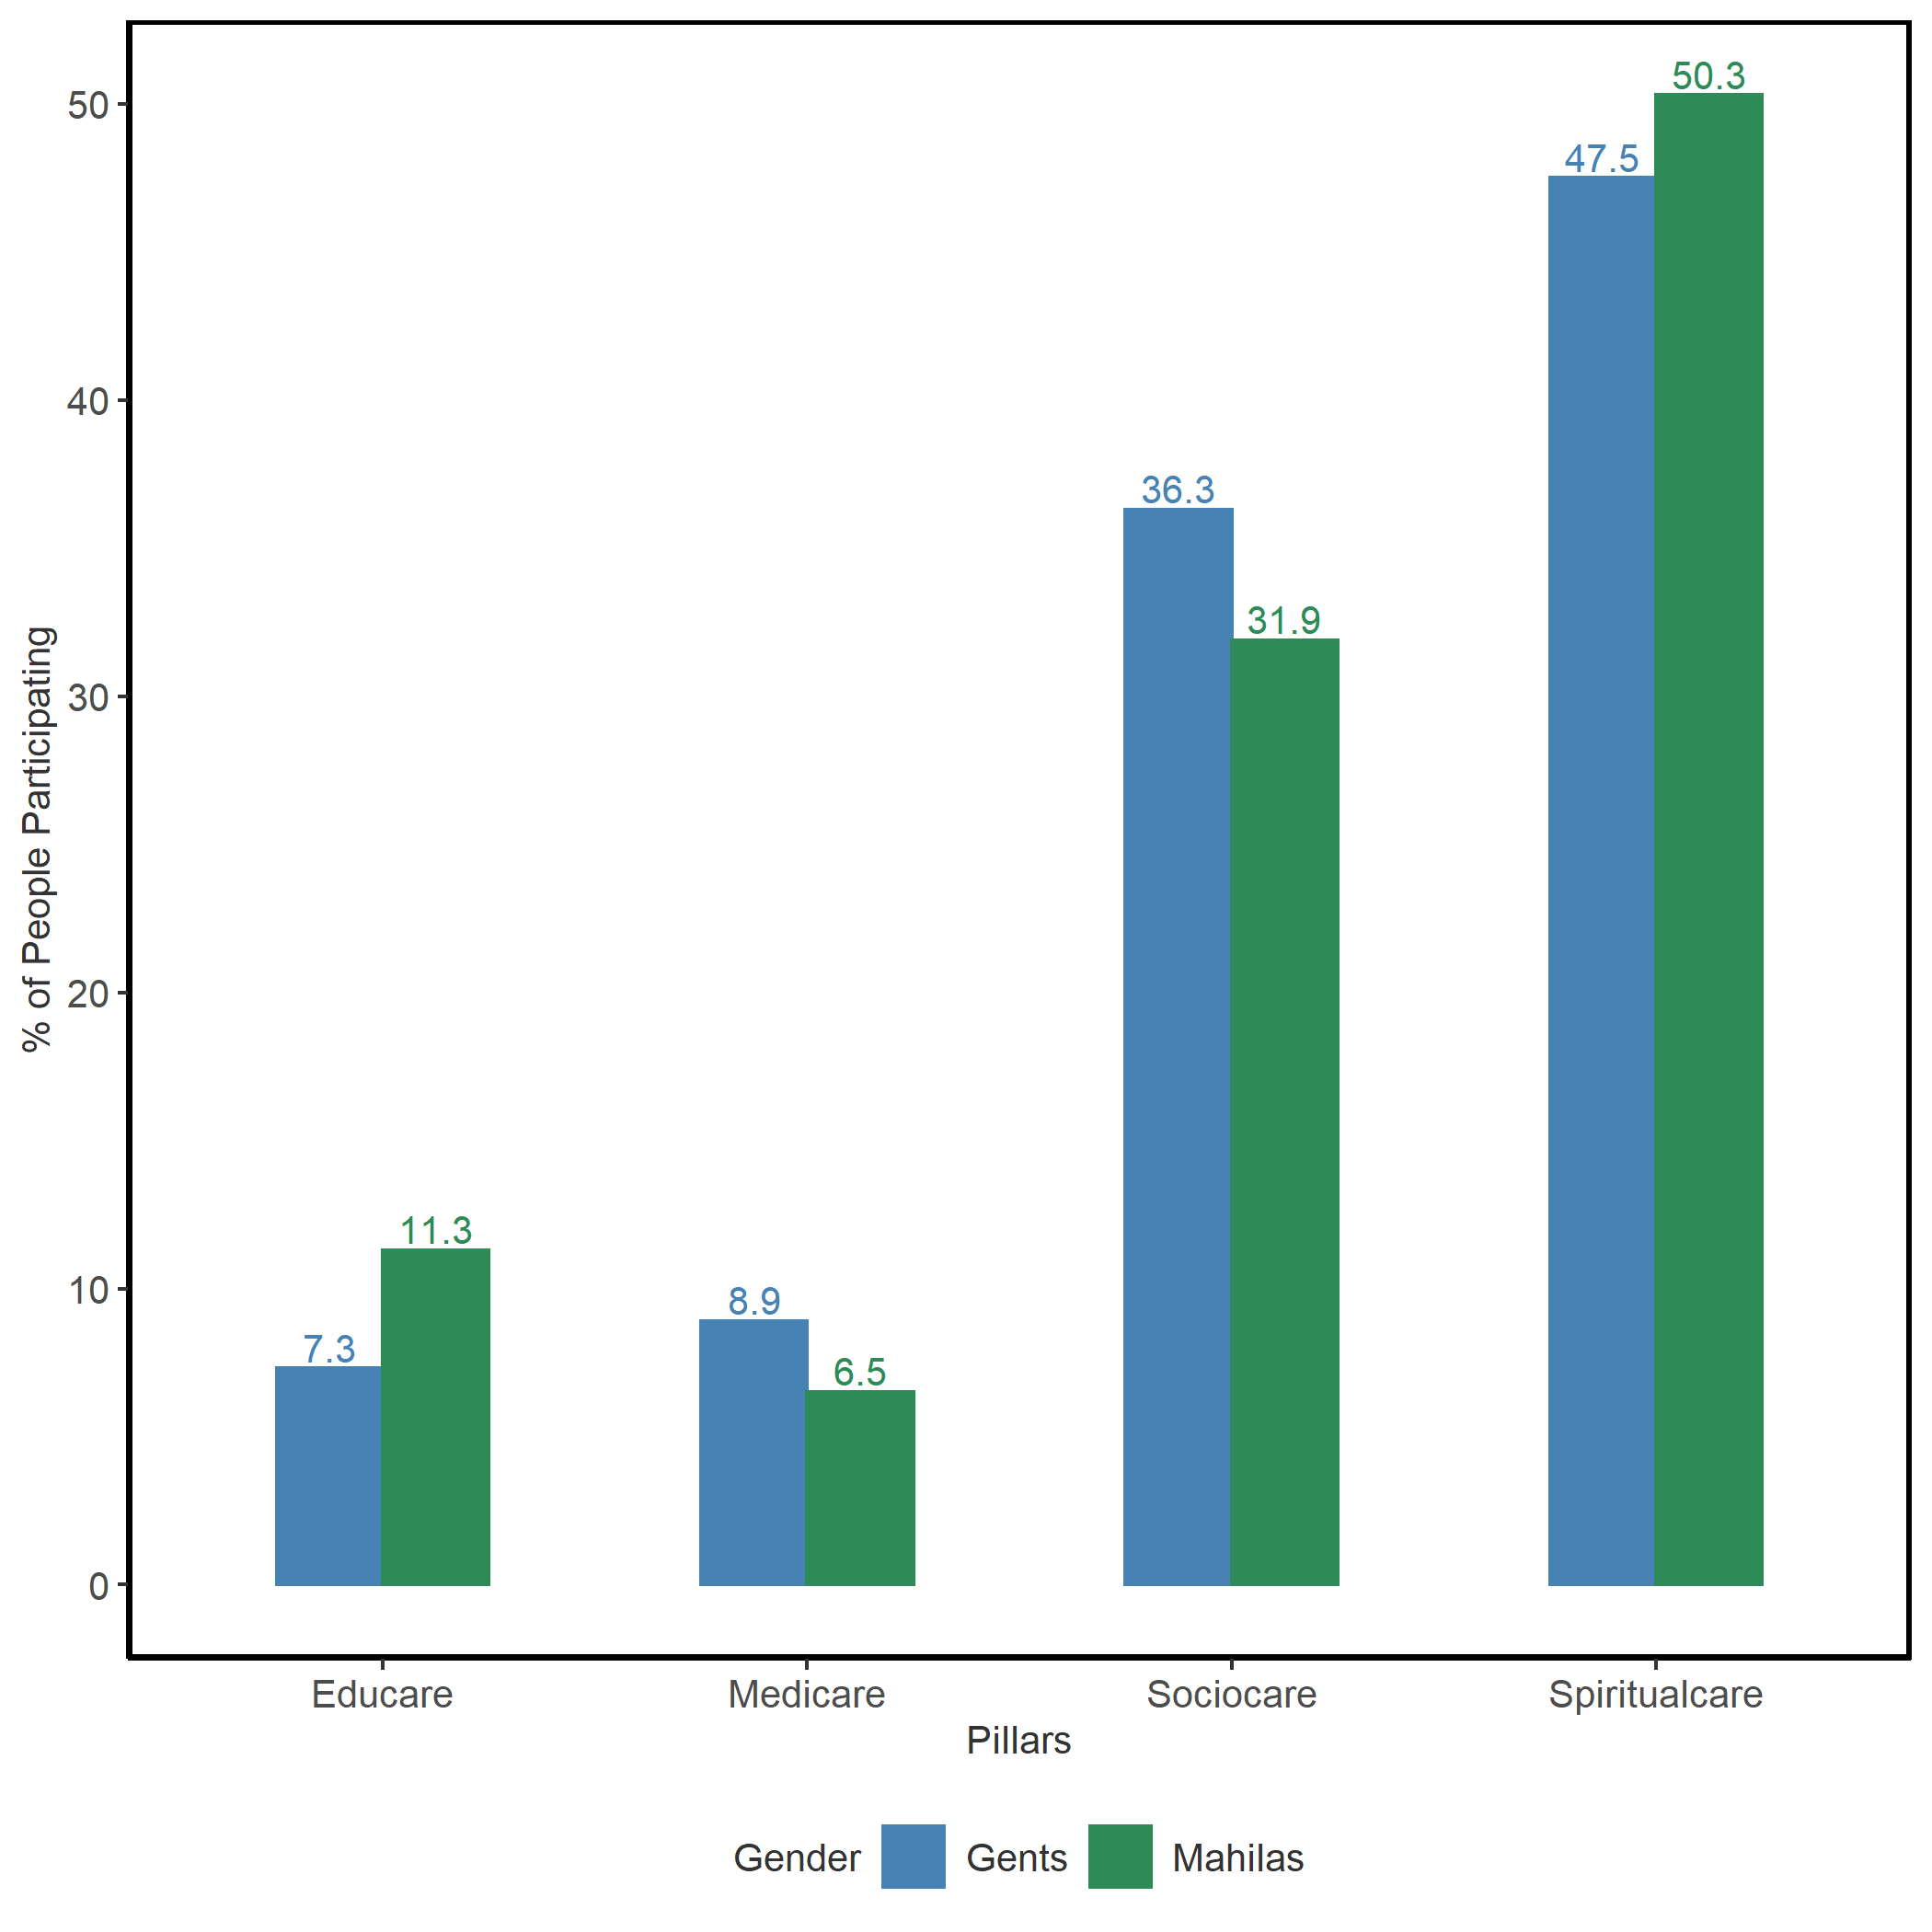 % of People Participating
50
40
30
20
10
0
7.3
11.3
8.9
6.5
36.3
31.9
47.5
50.3
Educare
Medicare
Sociocare
Spiritualcare
Pillars
Gender Gents Mahilas